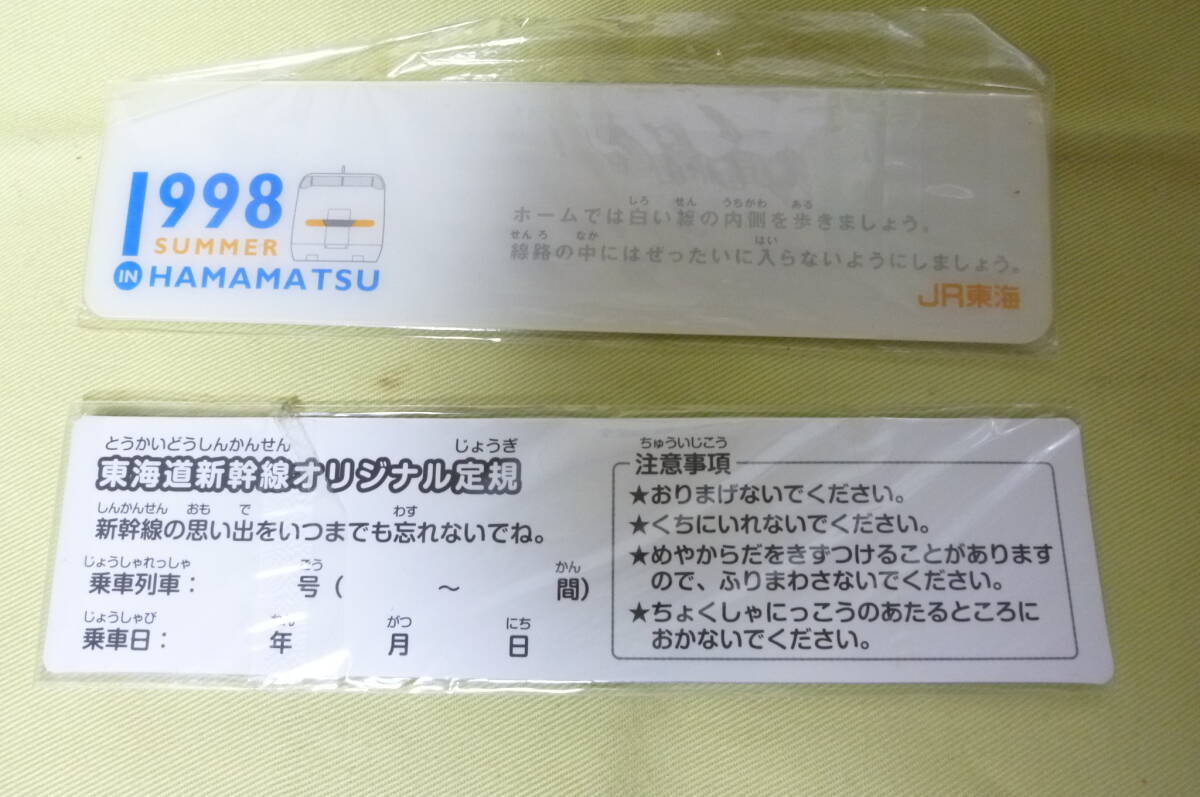 1998
SUMMER
IN HAMAMATSU
しろ せん うちがわ ある
ホームでは白い線の内側を歩きましょう。
せんろ なか はい
線路の中にはぜったいに入らないようにしましょう。
JR東海
とうかいどうしんかんせん じょうぎ
東海道新幹線オリジナル定規
しんかんせん おも で わす
新幹線の思い出をいつまでも忘れないでね。
じょうしゃれっしゃ ごう かん
乗車列車： 号（ ～ 間）
じょうしゃび がつ にち
乗車日： 年 月 日
ちゅういじこう
注意事項
★おりまげないでください。
★くちにいれないでください。
★めやからだをきずつけることがあります
ので、ふりまわさないでください。
★ちょくしゃにっこうのあたるところに
おかないでください。